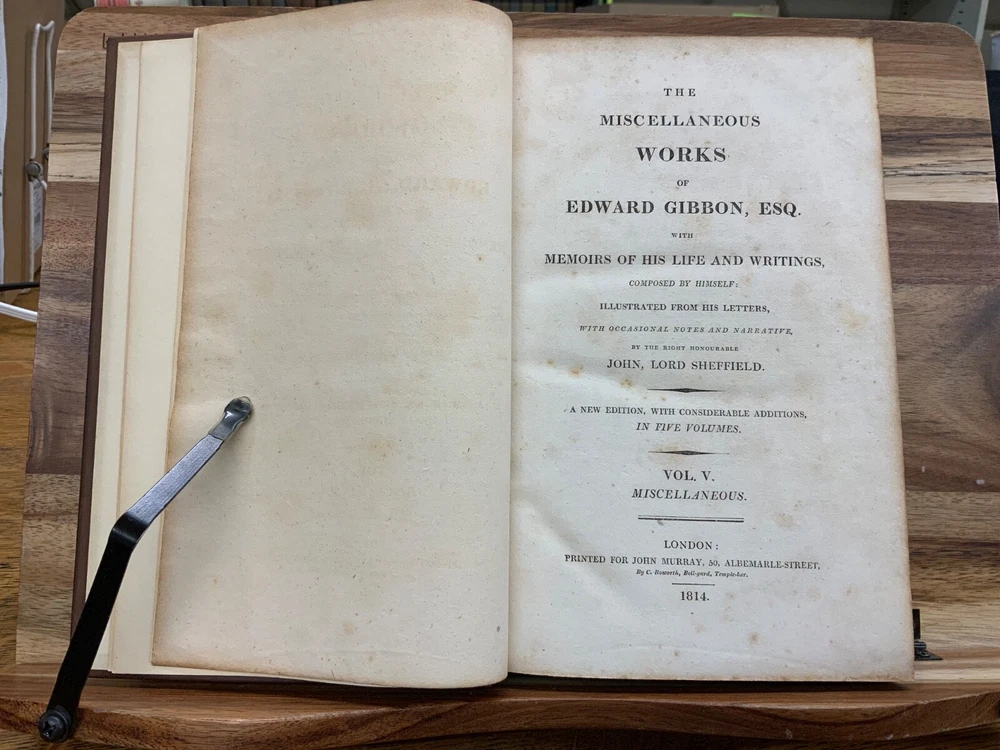 THE
MISCELLANEOUS
WORKS
OF
EDWARD GIBBON, ESQ.
WITH
MEMOIRS OF HIS LIFE AND WRITINGS,
COMPOSED BY HIMSELF:
ILLUSTRATED FROM HIS LETTERS,
WITH OCCASIONAL NOTES AND NARRATIVE,
BY THE RIGHT HONOURABLE
JOHN, LORD SHEFFIELD.
A NEW EDITION, WITH CONSIDERABLE ADDITIONS,
IN FIVE VOLUMES.
VOL. V.
MISCELLANEOUS.
LONDON:
PRINTED FOR JOHN MURRAY, 50, ALBEMARLE-STREET,
By C. Roworth, Bell-yard, Temple-bar.
1814.